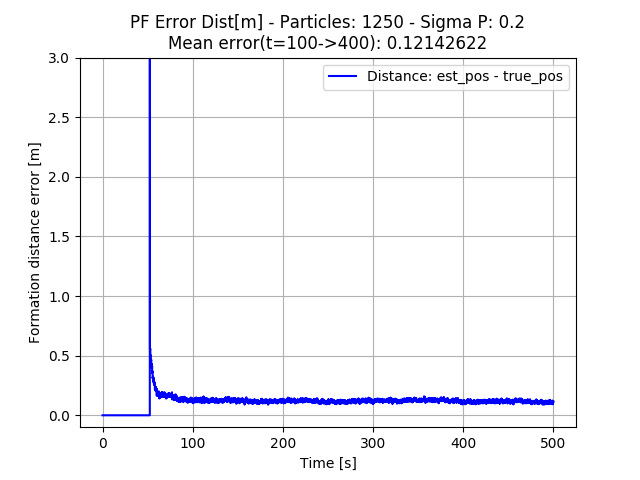 PF Error Dist[m] - Particles: 1250 - Sigma P: 0.2
Mean error(t=100->400): 0.12142622
Distance: est_pos - true_pos
Formation distance error [m]
3.0
2.5
2.0
1.5
1.0
0.5
0.0
0 100 200 300 400 500
Time [s]